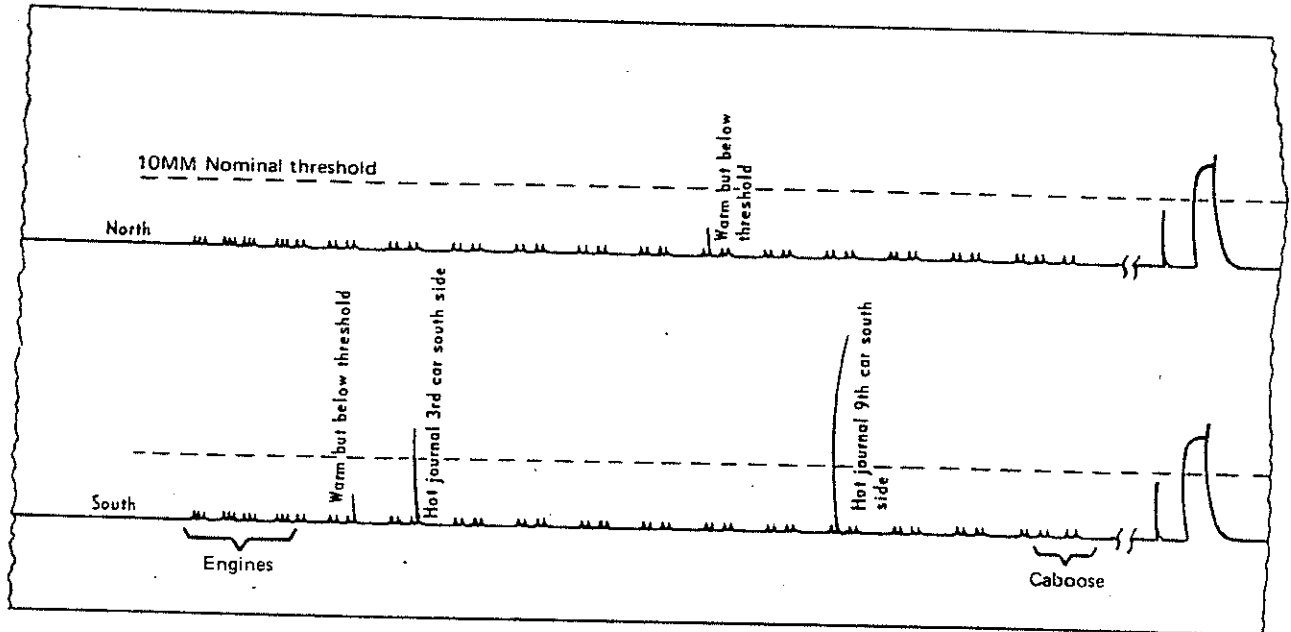 10MM Nominal threshold
North
Warm but below
threshold
Warm but below threshold
Hot journal 3rd car south side
Hot journal 9th car south
side
South
Engines
Caboose